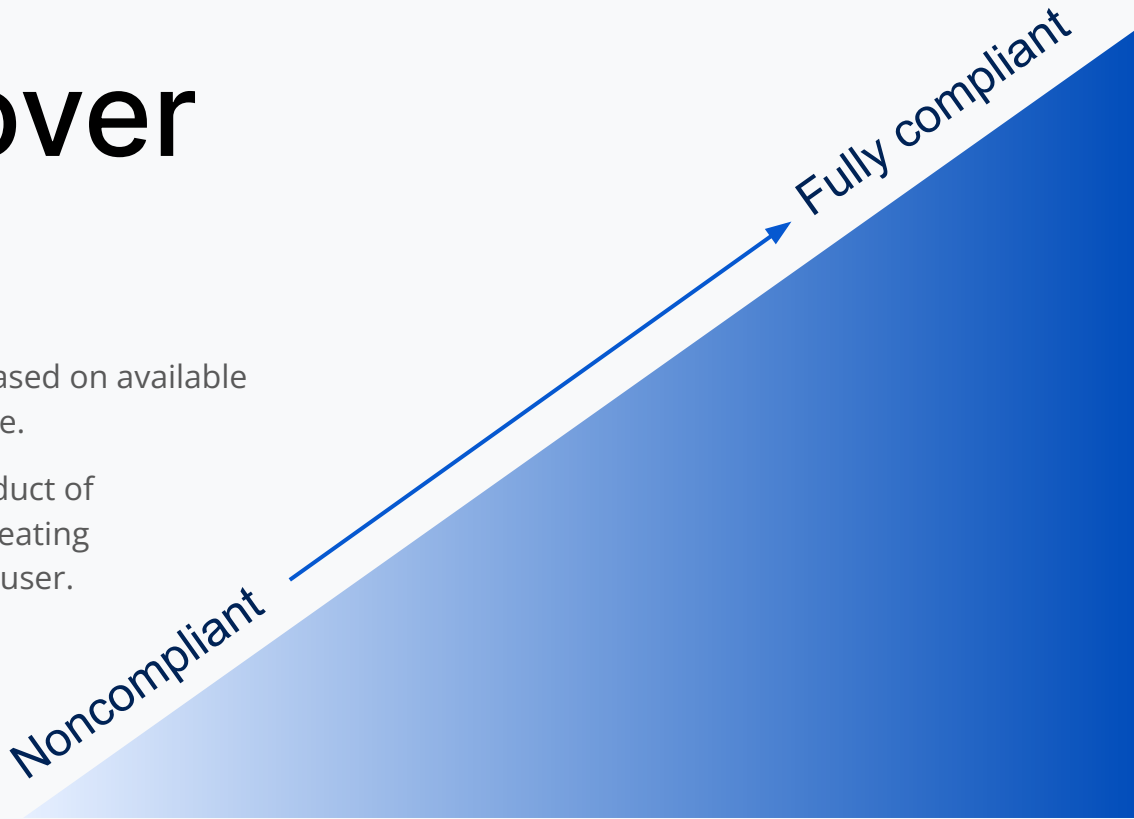 over
ased on available
e.
duct of
eating
user.
Noncompliant
Fully compliant